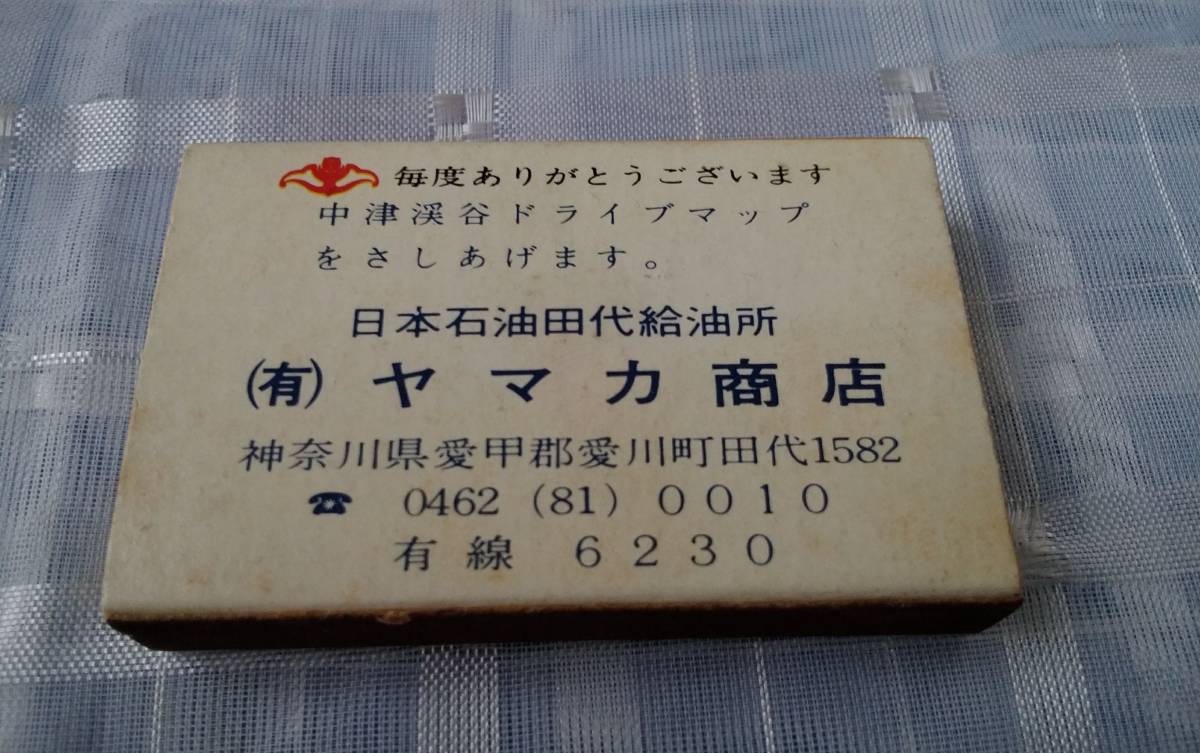 毎度ありがとうございます
中津渓谷ドライブマップ
をさしあげます。
日本石油田代給油所
(有) ヤマカ商店
神奈川県愛甲郡愛川町田代1582
☎ 0462 (81) 0010
有線 6230